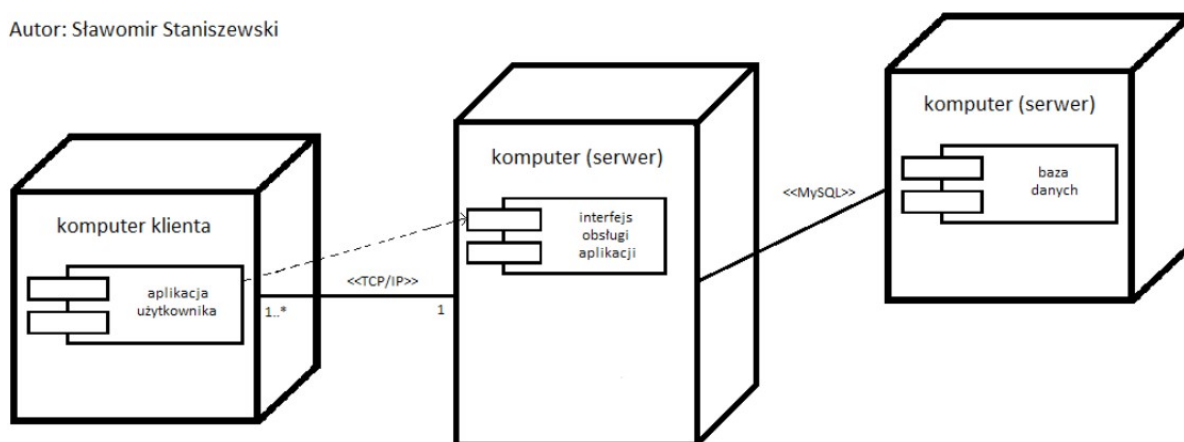 Autor: Sławomir Staniszewski
komputer (serwer)
baza
danych
komputer (serwer)
interfejs
obsługi
aplikacji
<<MySQL>>
komputer klienta
aplikacja
użytkownika
<<TCP/IP>>
1..*
1